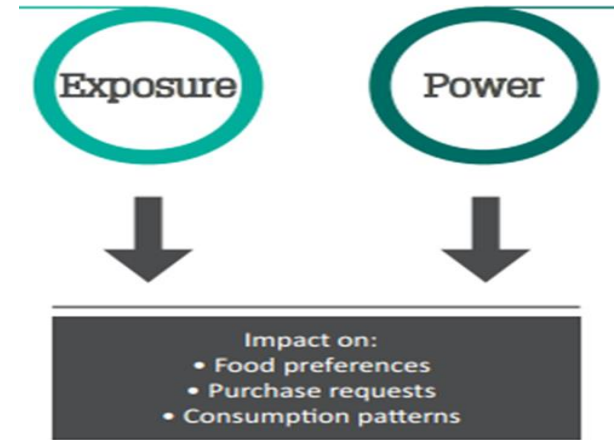 Exposure
Power
Impact on:
• Food preferences
• Purchase requests
• Consumption patterns